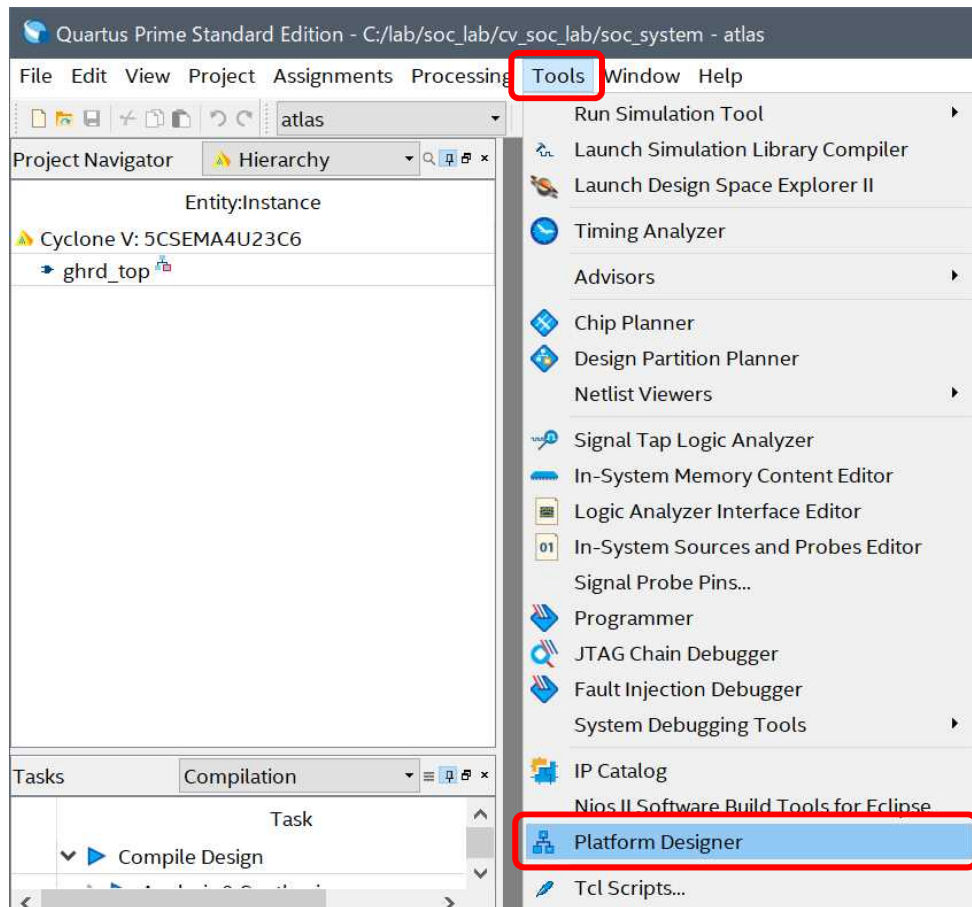 Quartus Prime Standard Edition - C:/lab/soc_lab/cv_soc_lab/soc_system - atlas
File Edit View Project Assignments Processing Tools Window Help
atlas
Project Navigator Hierarchy
Entity:Instance
Cyclone V: 5CSEMA4U23C6
ghrd_top
Tasks Compilation
Task
Compile Design
Run Simulation Tool
Launch Simulation Library Compiler
Launch Design Space Explorer II
Timing Analyzer
Advisors
Chip Planner
Design Partition Planner
Netlist Viewers
Signal Tap Logic Analyzer
In-System Memory Content Editor
Logic Analyzer Interface Editor
01 In-System Sources and Probes Editor
Signal Probe Pins...
Programmer
JTAG Chain Debugger
Fault Injection Debugger
System Debugging Tools
IP Catalog
Nios II Software Build Tools for Eclipse
Platform Designer
Tcl Scripts...